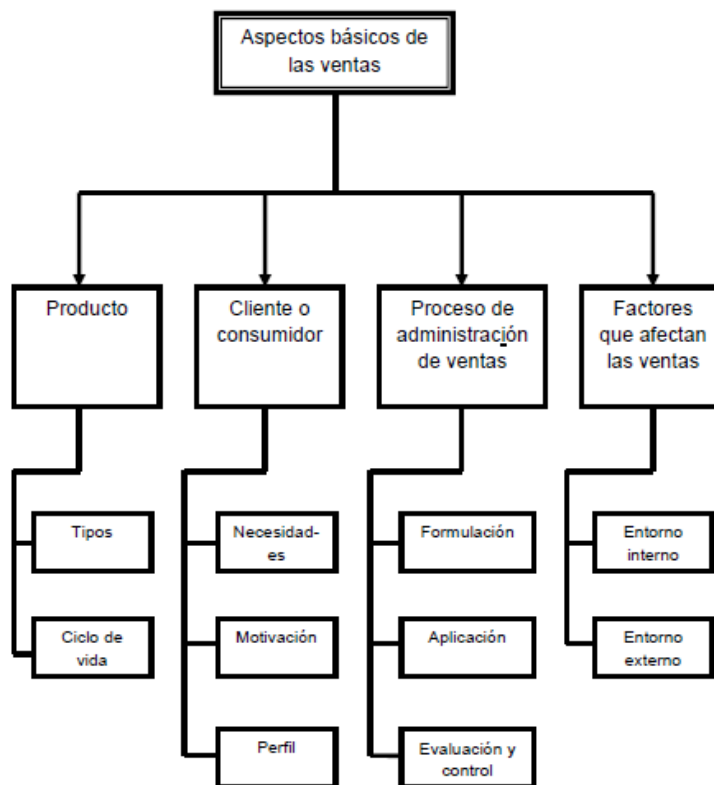 Aspectos básicos de
las ventas
Producto
Cliente o
consumidor
Proceso de
administración
de ventas
Factores
que afectan
las ventas
Tipos
Ciclo de
vida
Necesidad-
es
Motivación
Perfil
Formulación
Aplicación
Evaluación y
control
Entorno
interno
Entorno
externo